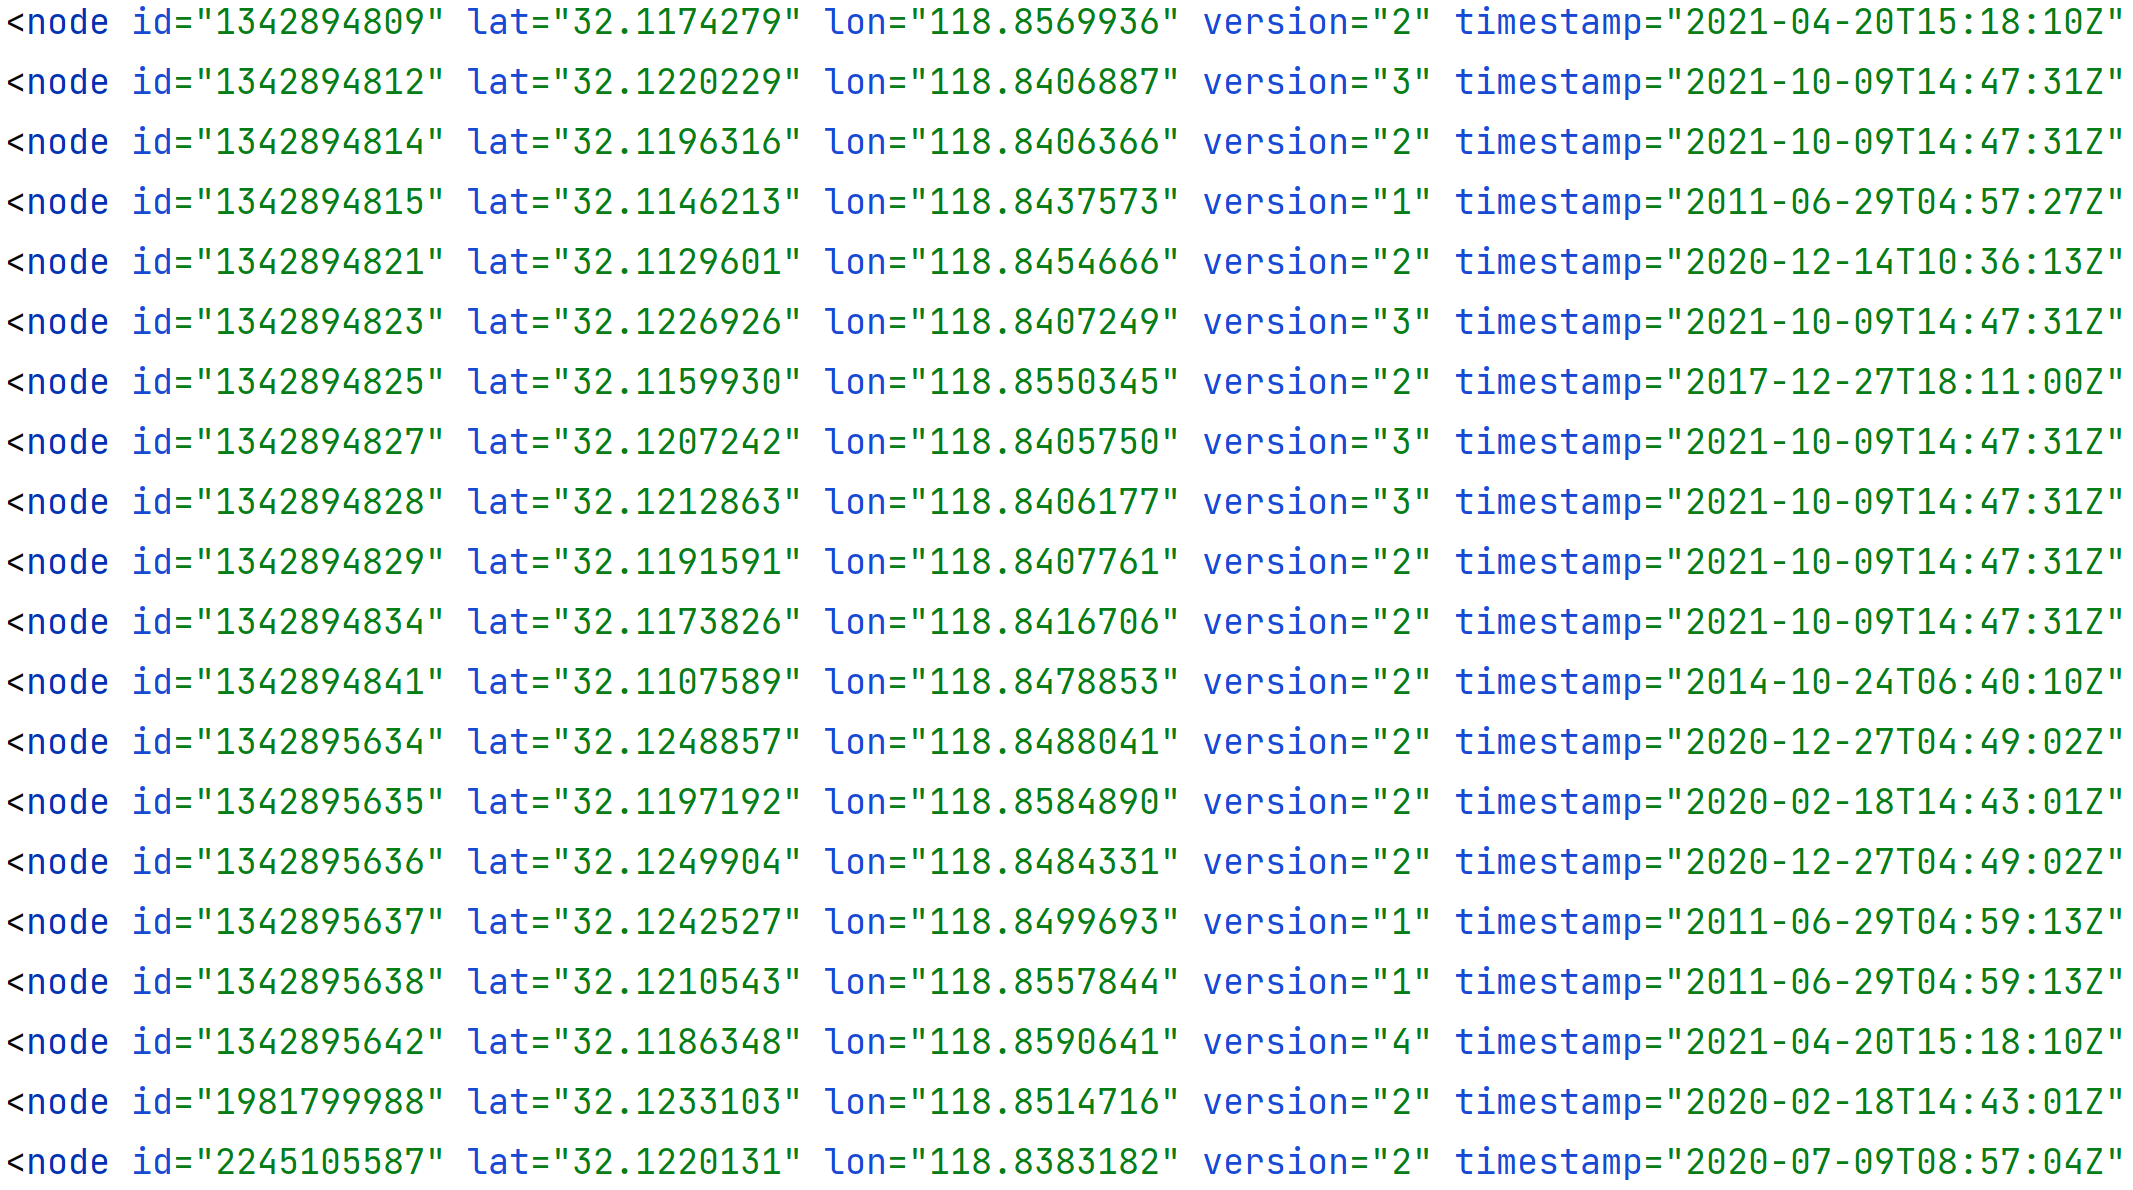 <node id="1342894809" lat="32.1174279" lon="118.8569936" version="2" timestamp="2021-04-20T15:18:10Z"
<node id="1342894812" lat="32.1220229" lon="118.8406887" version="3" timestamp="2021-10-09T14:47:31Z"
<node id="1342894814" lat="32.1196316" lon="118.8406366" version="2" timestamp="2021-10-09T14:47:31Z"
<node id="1342894815" lat="32.1146213" lon="118.8437573" version="1" timestamp="2011-06-29T04:57:27Z"
<node id="1342894821" lat="32.1129601" lon="118.8454666" version="2" timestamp="2020-12-14T10:36:13Z"
<node id="1342894823" lat="32.1226926" lon="118.8407249" version="3" timestamp="2021-10-09T14:47:31Z"
<node id="1342894825" lat="32.1159930" lon="118.8550345" version="2" timestamp="2017-12-27T18:11:00Z"
<node id="1342894827" lat="32.1207242" lon="118.8405750" version="3" timestamp="2021-10-09T14:47:31Z"
<node id="1342894828" lat="32.1212863" lon="118.8406177" version="3" timestamp="2021-10-09T14:47:31Z"
<node id="1342894829" lat="32.1191591" lon="118.8407761" version="2" timestamp="2021-10-09T14:47:31Z"
<node id="1342894834" lat="32.1173826" lon="118.8416706" version="2" timestamp="2021-10-09T14:47:31Z"
<node id="1342894841" lat="32.1107589" lon="118.8478853" version="2" timestamp="2014-10-24T06:40:10Z"
<node id="1342895634" lat="32.1248857" lon="118.8488041" version="2" timestamp="2020-12-27T04:49:02Z"
<node id="1342895635" lat="32.1197192" lon="118.8584890" version="2" timestamp="2020-02-18T14:43:01Z"
<node id="1342895636" lat="32.1249904" lon="118.8484331" version="2" timestamp="2020-12-27T04:49:02Z"
<node id="1342895637" lat="32.1242527" lon="118.8499693" version="1" timestamp="2011-06-29T04:59:13Z"
<node id="1342895638" lat="32.1210543" lon="118.8557844" version="1" timestamp="2011-06-29T04:59:13Z"
<node id="1342895642" lat="32.1186348" lon="118.8590641" version="4" timestamp="2021-04-20T15:18:10Z"
<node id="1981799988" lat="32.1233103" lon="118.8514716" version="2" timestamp="2020-02-18T14:43:01Z"
<node id="2245105587" lat="32.1220131" lon="118.8383182" version="2" timestamp="2020-07-09T08:57:04Z"